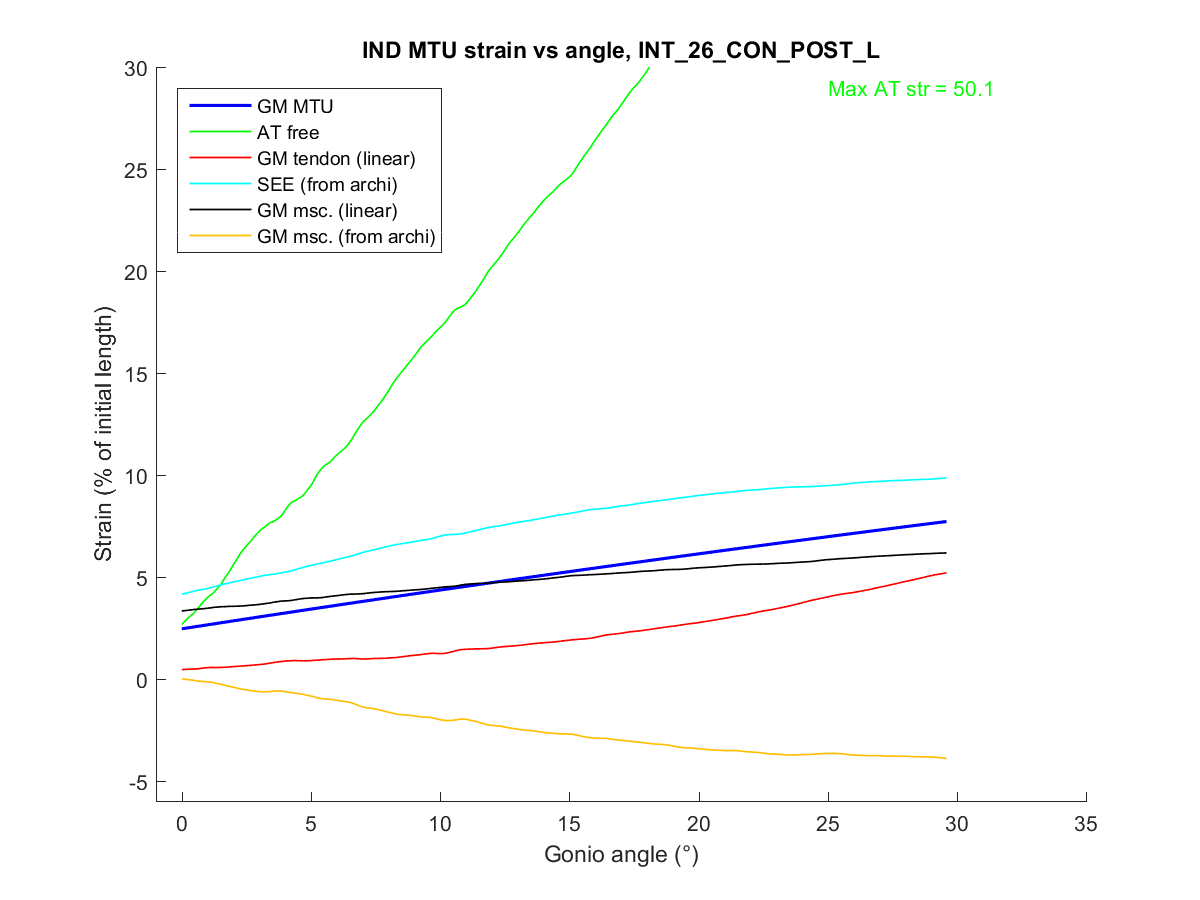 IND MTU strain vs angle, INT_26_CON_POST_L
Max AT str = 50.1
GM MTU
AT free
GM tendon (linear)
SEE (from archi)
GM msc. (linear)
GM msc. (from archi)
Strain (% of initial length)
30
25
20
15
10
5
0
-5
0 5 10 15 20 25 30 35
Gonio angle (°)